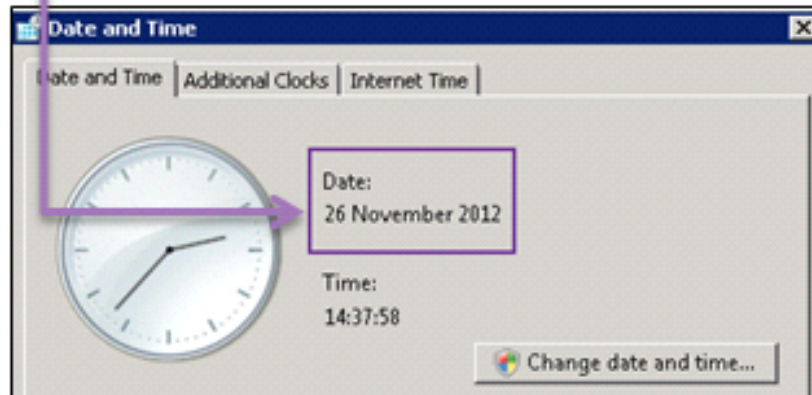 Date and Time
Date and Time Additional Clocks Internet Time
Date:
26 November 2012
Time:
14:37:58
Change date and time...